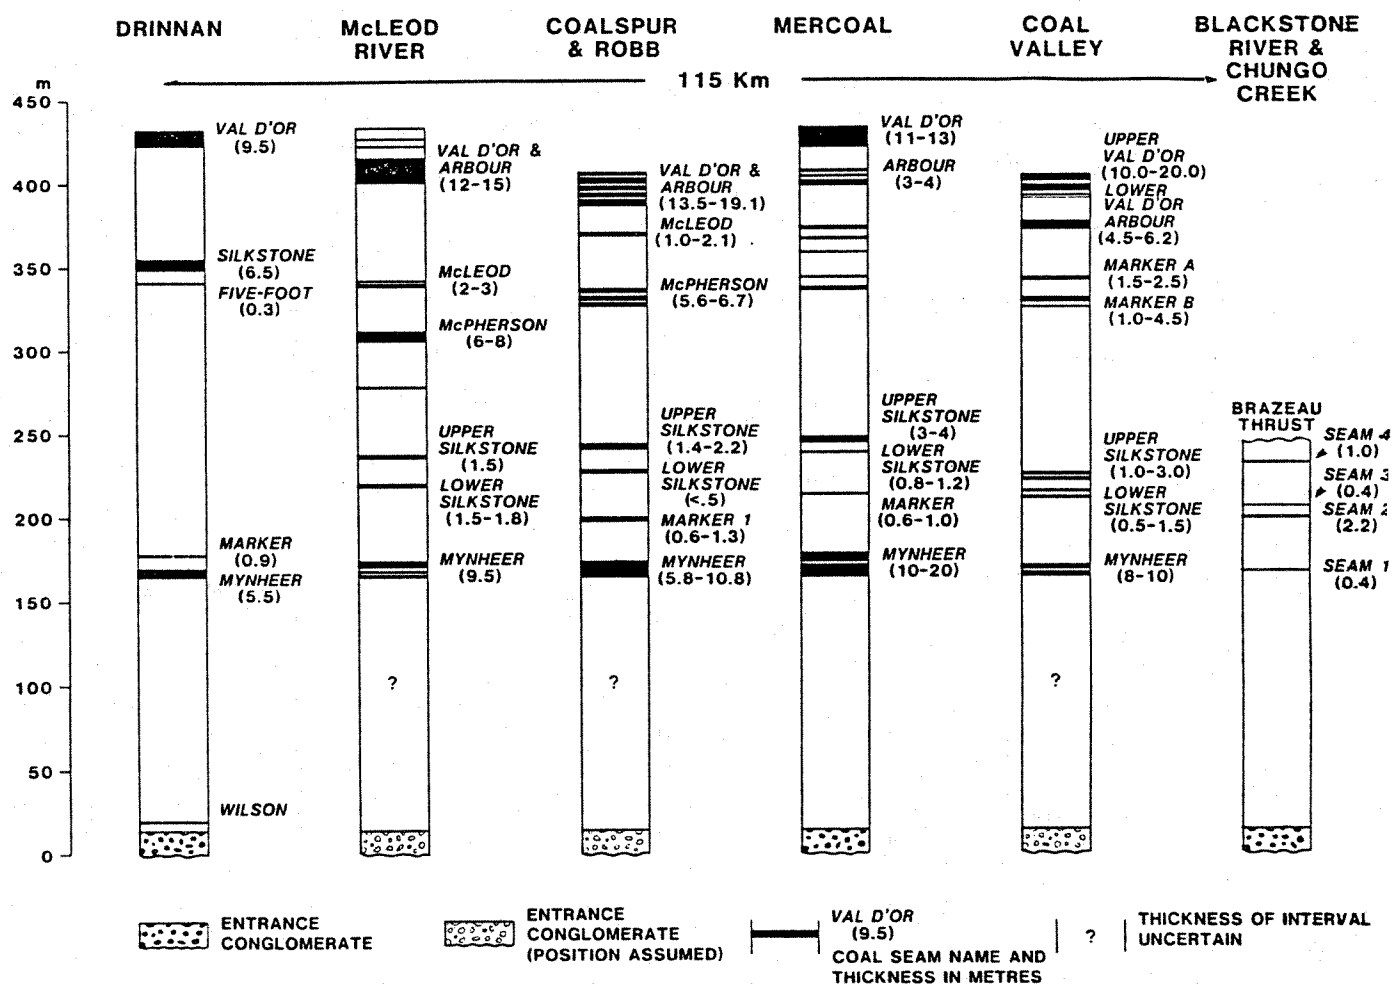 DRINNAN
McLEOD
RIVER
COALSPUR
& ROBB
MERCOAL
COAL
VALLEY
BLACKSTONE
RIVER &
CHUNGO
CREEK
115 Km
m
450
400
350
300
250
200
150
100
50
0
VAL D'OR
(9.5)
SILKSTONE
(6.5)
FIVE-FOOT
(0.3)
MARKER
(0.9)
MYNHEER
(5.5)
WILSON
VAL D'OR &
ARBOUR
(12-15)
McLEOD
(2-3)
McPHERSON
(6-8)
UPPER
SILKSTONE
(1.5)
LOWER
SILKSTONE
(1.5-1.8)
MYNHEER
(9.5)
?
VAL D'OR &
ARBOUR
(13.5-19.1)
McLEOD
(1.0-2.1)
McPHERSON
(5.6-6.7)
UPPER
SILKSTONE
(1.4-2.2)
LOWER
SILKSTONE
(<.5)
MARKER 1
(0.6-1.3)
MYNHEER
(5.8-10.8)
?
VAL D'OR
(11-13)
ARBOUR
(3-4)
UPPER
SILKSTONE
(3-4)
LOWER
SILKSTONE
(0.8-1.2)
MARKER
(0.6-1.0)
MYNHEER
(10-20)
UPPER
VAL D'OR
(10.0-20.0)
LOWER
VAL D'OR
ARBOUR
(4.5-6.2)
MARKER A
(1.5-2.5)
MARKER B
(1.0-4.5)
UPPER
SILKSTONE
(1.0-3.0)
LOWER
SILKSTONE
(0.5-1.5)
MYNHEER
(8-10)
?
BRAZEAU
THRUST
SEAM 4
(1.0)
SEAM 3
(0.4)
SEAM 2
(2.2)
SEAM 1
(0.4)
ENTRANCE
CONGLOMERATE
ENTRANCE
CONGLOMERATE
(POSITION ASSUMED)
VAL D'OR
(9.5)
COAL SEAM NAME AND
THICKNESS IN METRES
?
THICKNESS OF INTERVAL
UNCERTAIN